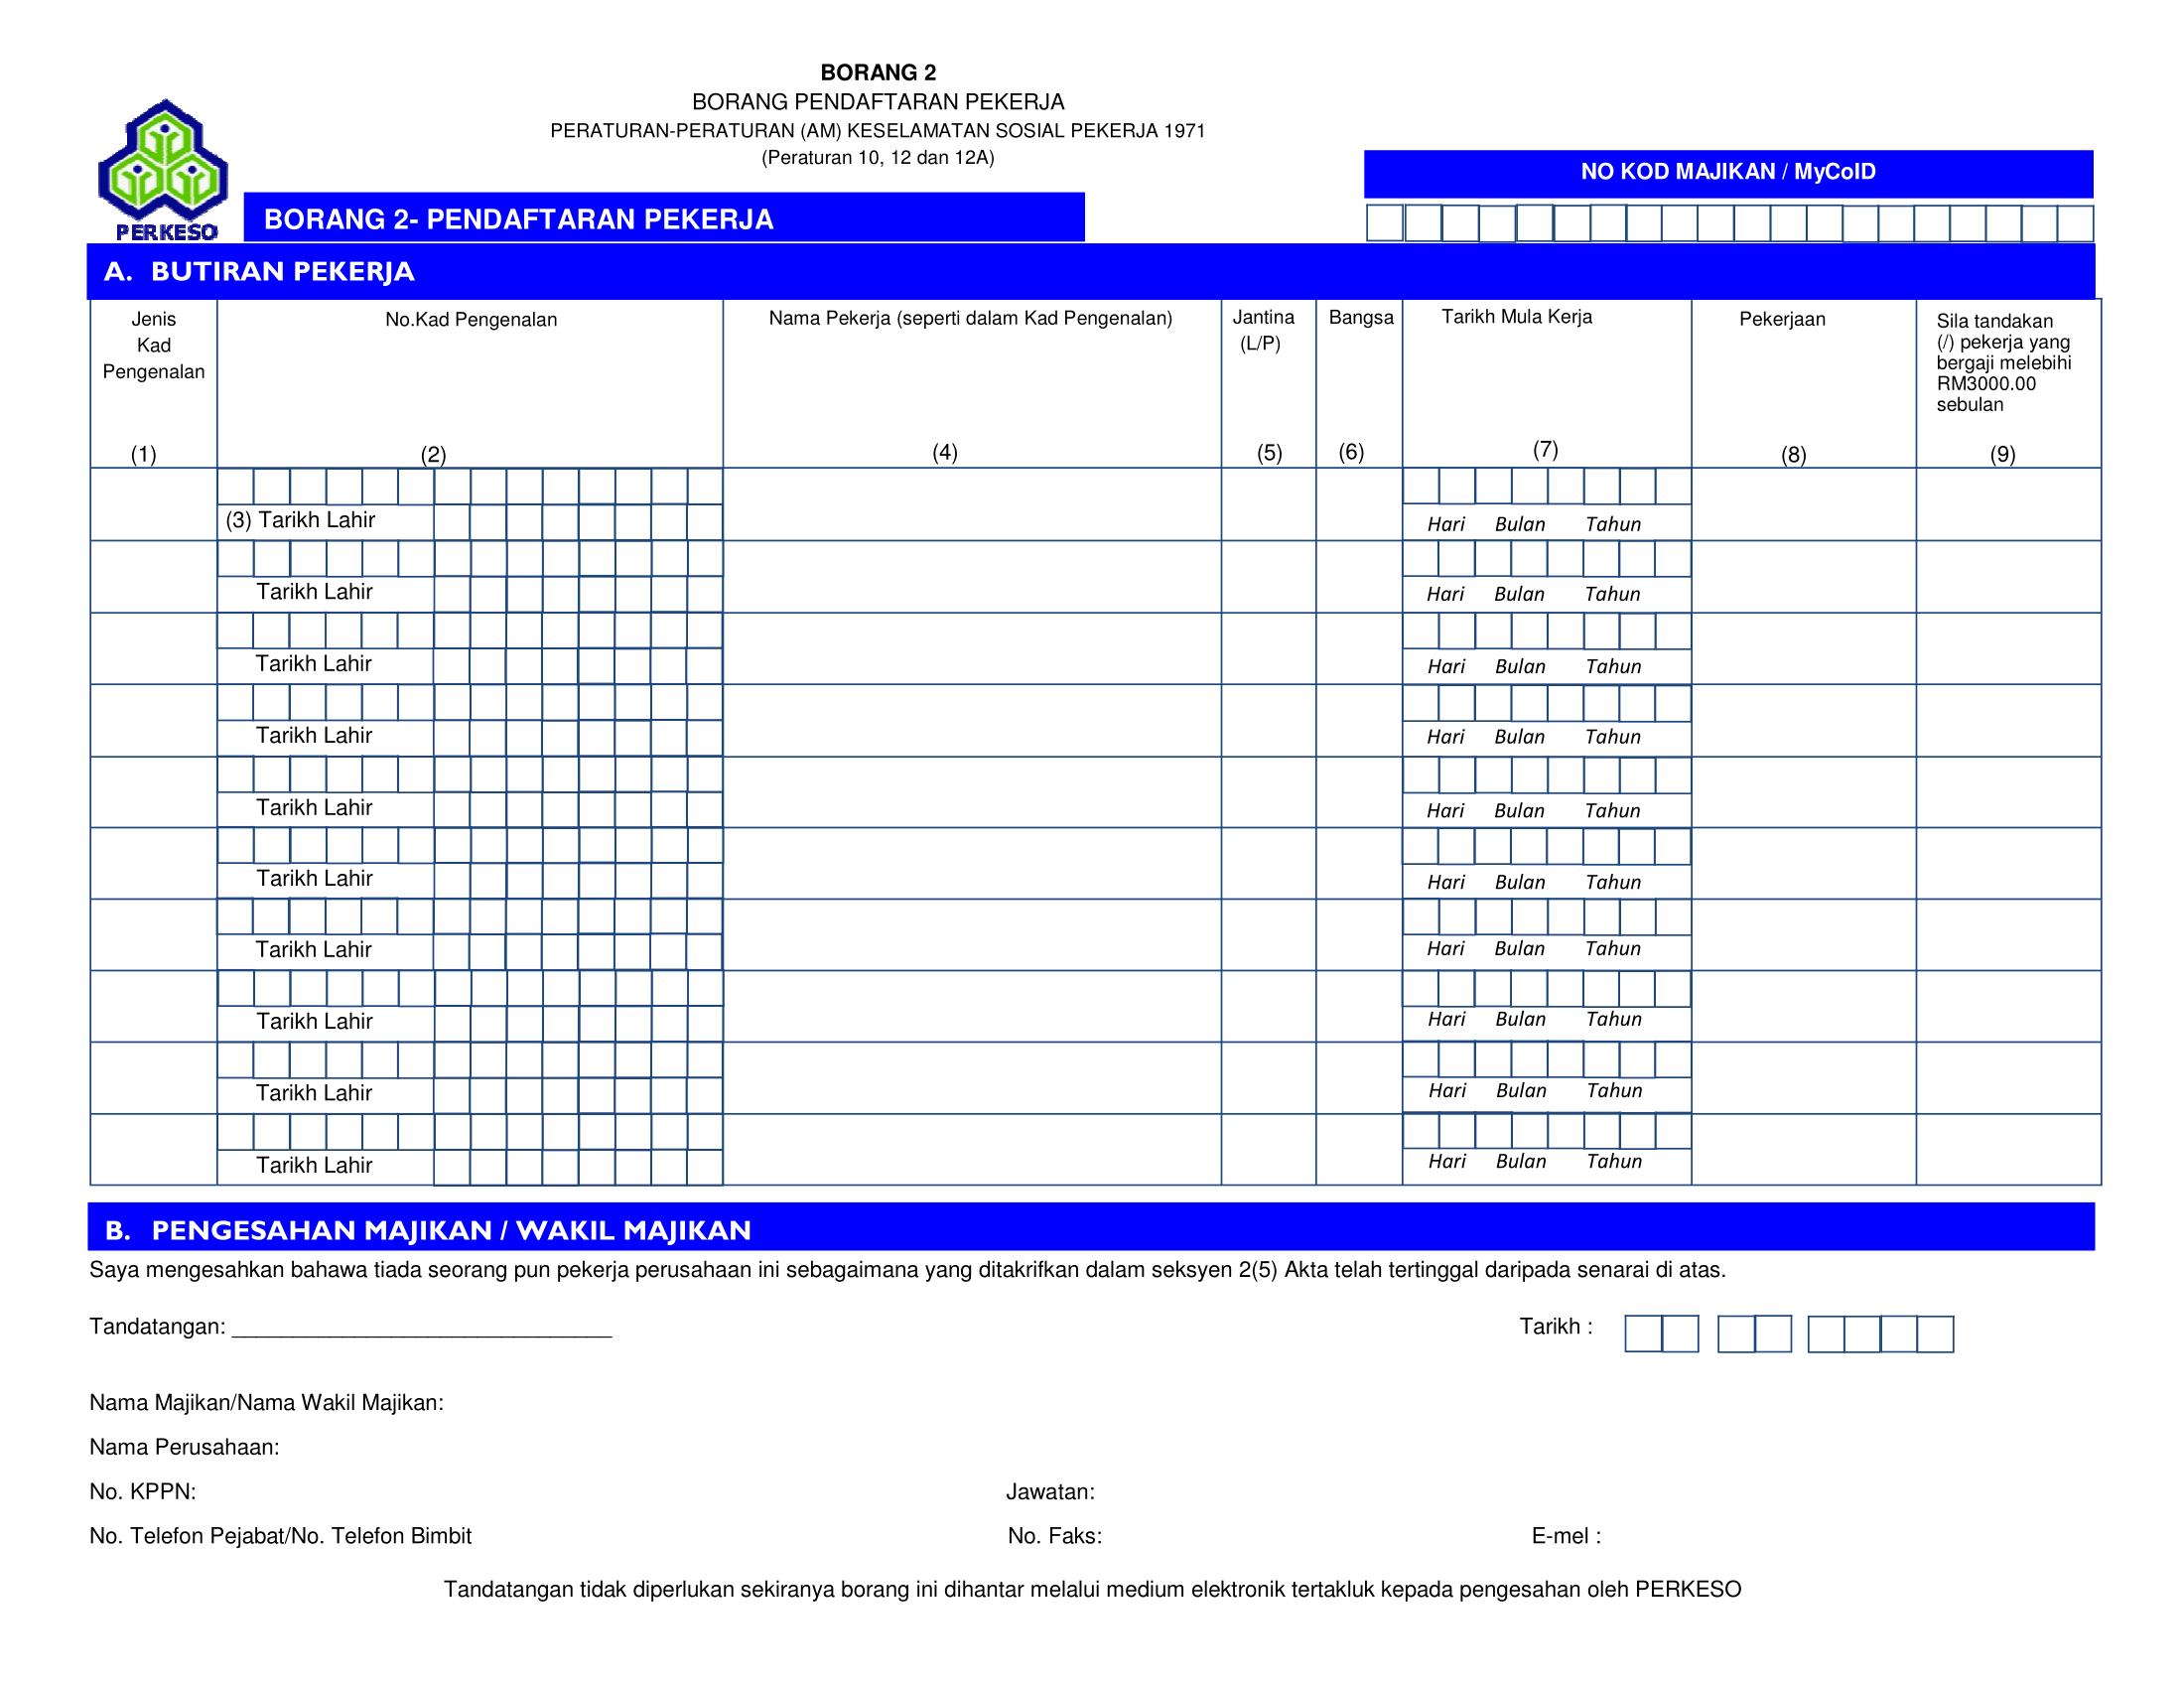 BORANG 2
BORANG PENDAFTARAN PEKERJA
PERATURAN-PERATURAN (AM) KESELAMATAN SOSIAL PEKERJA 1971
(Peraturan 10, 12 dan 12A)
PERKESO
NO KOD MAJIKAN / MyCoID
BORANG 2- PENDAFTARAN PEKERJA
A. BUTIRAN PEKERJA
Jenis
Kad
Pengenalan
(1)
No.Kad Pengenalan
(2)
Nama Pekerja (seperti dalam Kad Pengenalan)
(4)
Jantina
(L/P)
(5)
Bangsa
(6)
Tarikh Mula Kerja
(7)
Pekerjaan
(8)
Sila tandakan
(/) pekerja yang
bergaji melebihi
RM3000.00
sebulan
(9)
(3) Tarikh Lahir
Hari Bulan Tahun
Tarikh Lahir
Hari Bulan Tahun
Tarikh Lahir
Hari Bulan Tahun
Tarikh Lahir
Hari Bulan Tahun
Tarikh Lahir
Hari Bulan Tahun
Tarikh Lahir
Hari Bulan Tahun
Tarikh Lahir
Hari Bulan Tahun
Tarikh Lahir
Hari Bulan Tahun
Tarikh Lahir
Hari Bulan Tahun
Tarikh Lahir
Hari Bulan Tahun
B. PENGESAHAN MAJIKAN / WAKIL MAJIKAN
Saya mengesahkan bahawa tiada seorang pun pekerja perusahaan ini sebagaimana yang ditakrifkan dalam seksyen 2(5) Akta telah tertinggal daripada senarai di atas.
Tandatangan: _______________________________ Tarikh :
Nama Majikan/Nama Wakil Majikan:
Nama Perusahaan:
No. KPPN: Jawatan:
No. Telefon Pejabat/No. Telefon Bimbit No. Faks: E-mel :
Tandatangan tidak diperlukan sekiranya borang ini dihantar melalui medium elektronik tertakluk kepada pengesahan oleh PERKESO